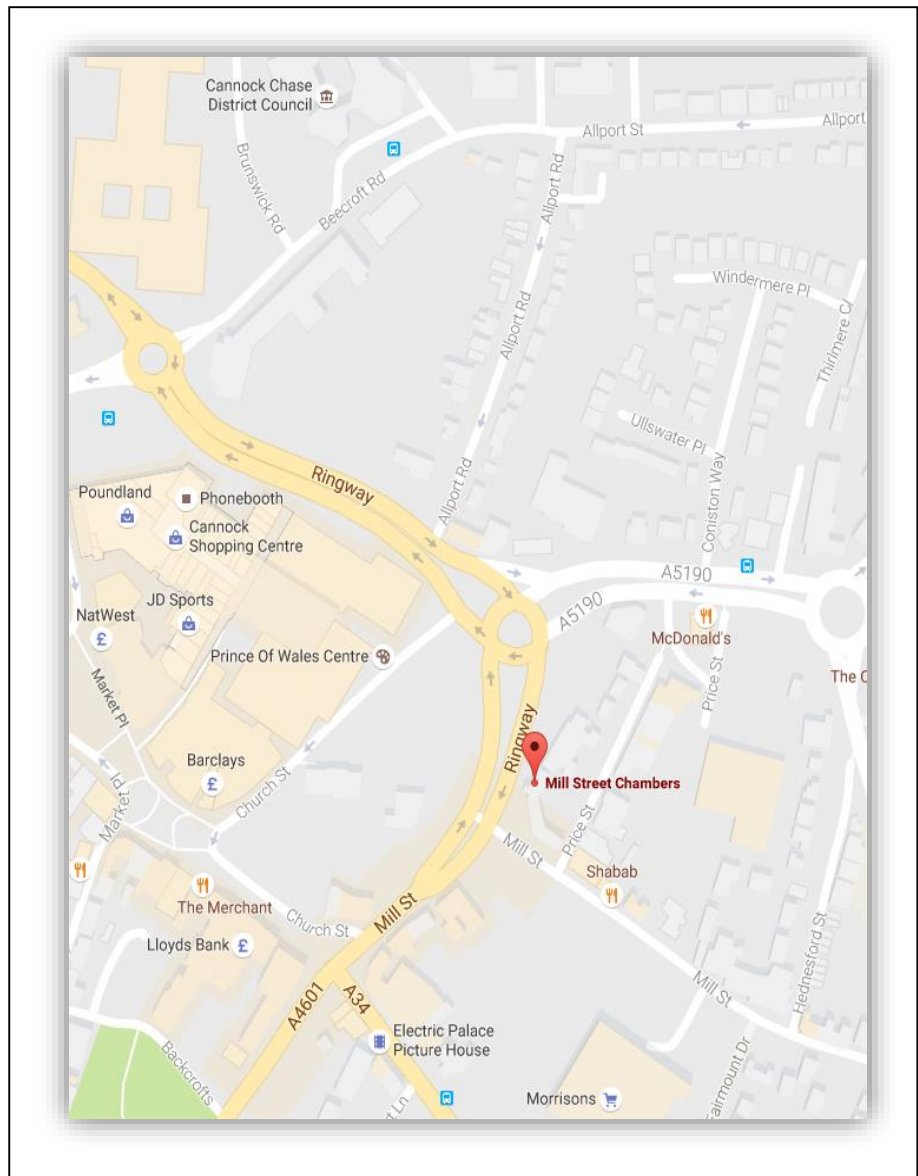 Cannock Chase
District Council
Allport St
Allport
Brunswick Rd
Beecroft Rd
Allport Rd
Windermere Pl
Thirlmere Cl
Allport Rd
Ullswater Pl
Coniston Way
Ringway
Allport Rd
Poundland
Phonebooth
Cannock
Shopping Centre
A5190
JD Sports
NatWest
A5190
McDonald's
Prince Of Wales Centre
Price St
The C
Market Pl
Ringway
Barclays
Mill Street Chambers
Church St
Market Pl
Price St
Mill St
Shabab
The Merchant
Mill St
Church St
Lloyds Bank
Hednesford St
Mill St
A4601
A34
Electric Palace
Picture House
Backcrofts
Morrisons
Fairmount Dr